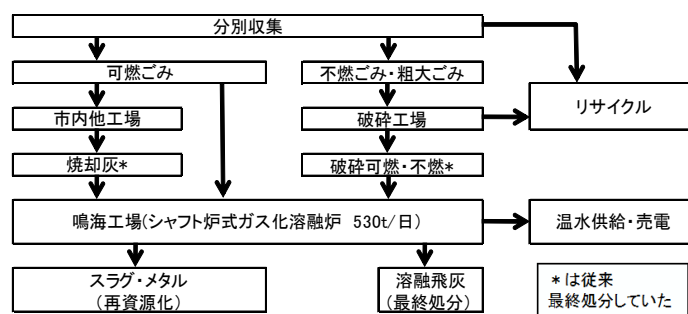 分別収集
可燃ごみ
不燃ごみ・粗大ごみ
リサイクル
市内他工場
破砕工場
焼却灰*
破砕可燃・不燃*
鳴海工場(シャフト炉式ガス化溶融炉 530t/日)
温水供給・売電
スラグ・メタル
(再資源化)
溶融飛灰
(最終処分)
*は従来
最終処分していた